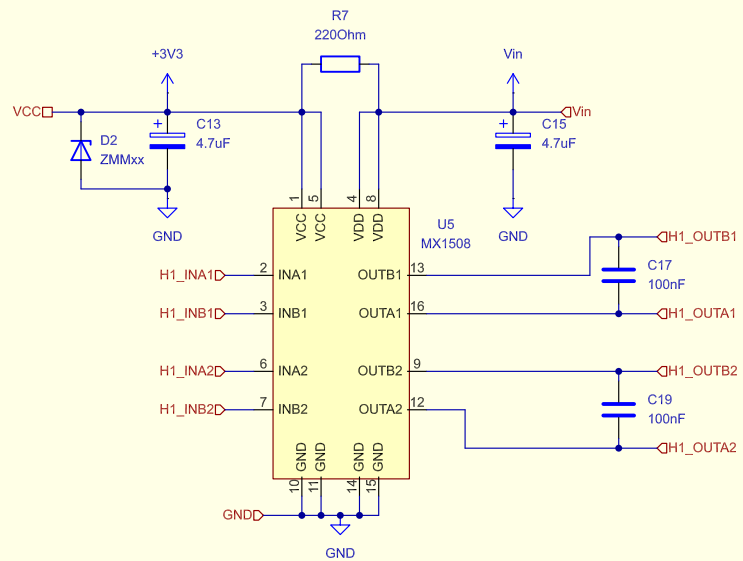 R7
220Ohm
+3V3
Vin
VCC
Vin
+
C13
4.7uF
+
C15
4.7uF
D2
ZMMxx
GND
GND
1
5
4
8
VCC
VCC
VDD
VDD
U5
MX1508
H1_INA1
2
INA1
OUTB1
13
H1_OUTB1
C17
100nF
H1_INB1
3
INB1
OUTA1
16
H1_OUTA1
H1_INA2
6
INA2
OUTB2
9
H1_OUTB2
C19
100nF
H1_INB2
7
INB2
OUTA2
12
H1_OUTA2
GND
GND
GND
GND
10
11
14
15
GND
GND